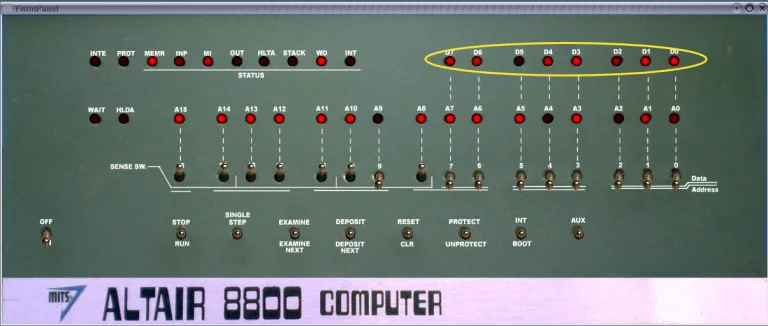 FrontPanel
INTE PROT MEMR INP MI OUT HLTA STACK WO INT D7 D6 D5 D4 D3 D2 D1 D0
STATUS
WAIT HLDA A15 A14 A13 A12 A11 A10 A9 A8 A7 A6 A5 A4 A3 A2 A1 A0
SENSE SW. 9 7 6 5 4 3 2 1 0
Data
Address
OFF STOP SINGLE STEP EXAMINE DEPOSIT RESET PROTECT INT AUX
RUN EXAMINE NEXT DEPOSIT NEXT CLR UNPROTECT BOOT
MITS ALTAIR 8800 COMPUTER